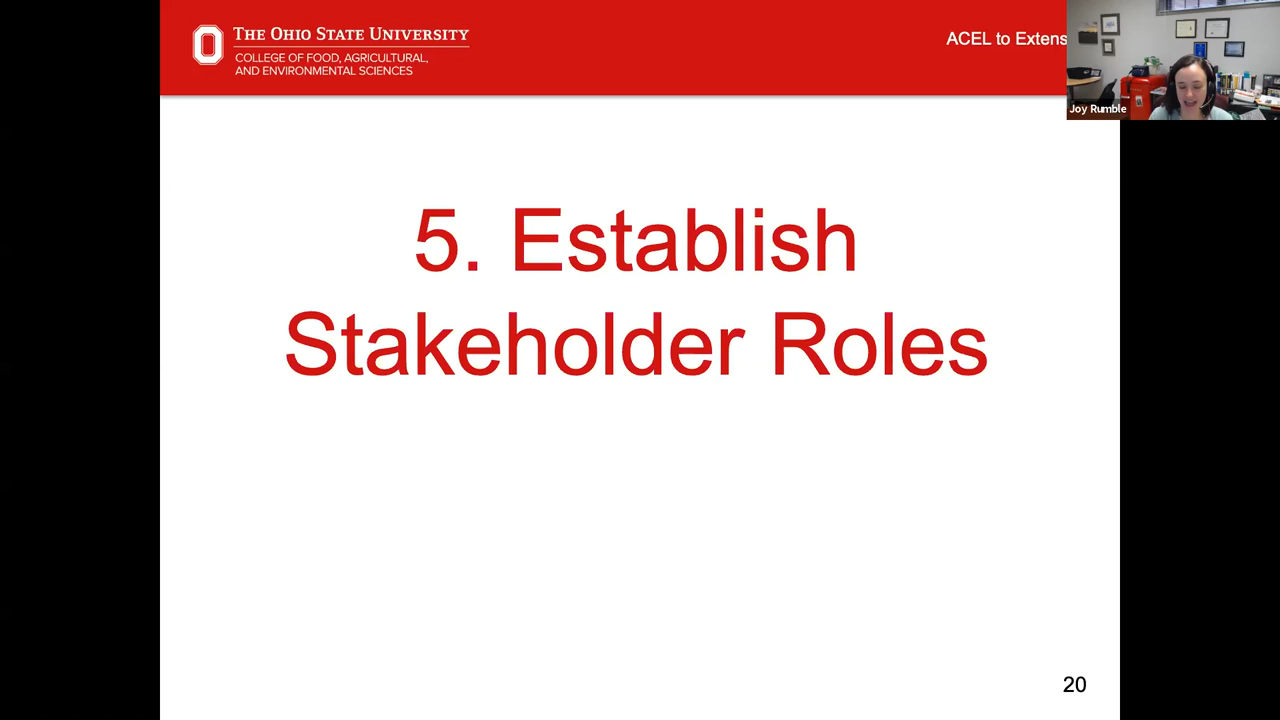 THE OHIO STATE UNIVERSITY
COLLEGE OF FOOD, AGRICULTURAL,
AND ENVIRONMENTAL SCIENCES
ACEL to Extens
Joy Rumble
5. Establish
Stakeholder Roles
20